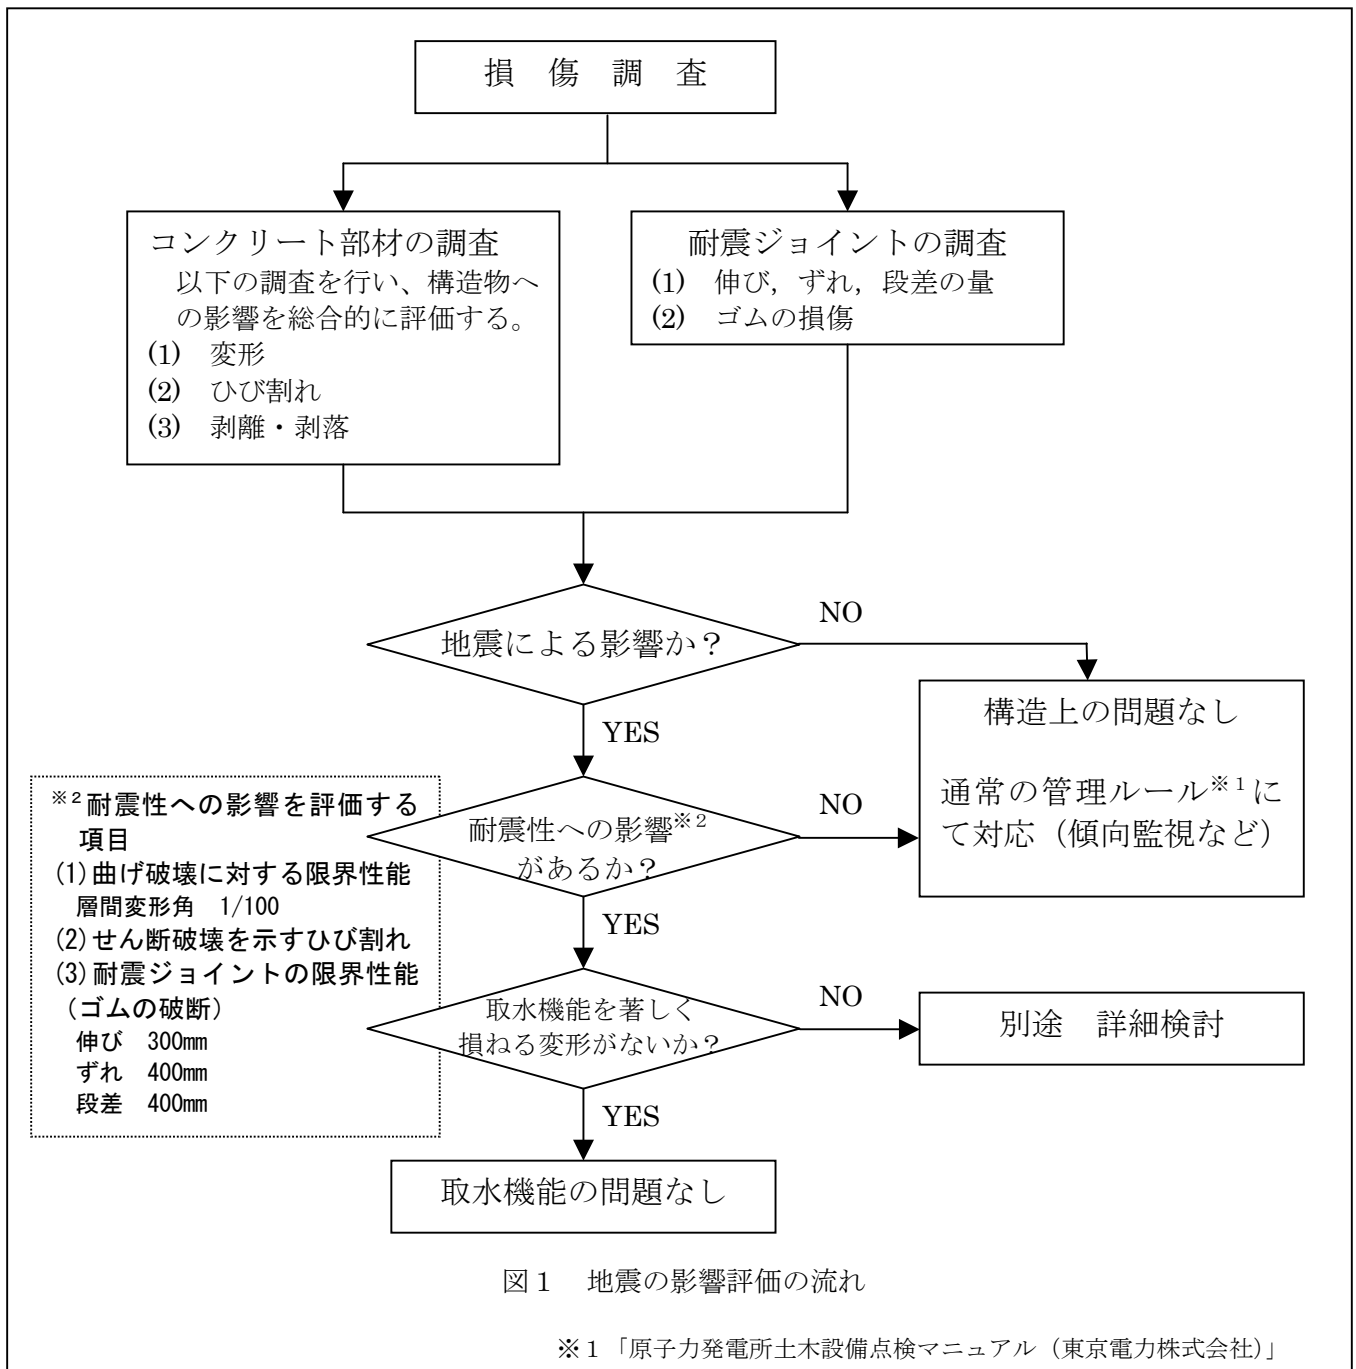 損　傷　調　査
コンクリート部材の調査
以下の調査を行い、構造物へ
の影響を総合的に評価する。
(1)　変形
(2)　ひび割れ
(3)　剥離・剥落
耐震ジョイントの調査
(1)　伸び，ずれ，段差の量
(2)　ゴムの損傷
地震による影響か？
NO
YES
構造上の問題なし
通常の管理ルール※１に
て対応（傾向監視など）
耐震性への影響※２
があるか？
NO
YES
※２耐震性への影響を評価する
項目
(1)曲げ破壊に対する限界性能
層間変形角　1/100
(2)せん断破壊を示すひび割れ
(3)耐震ジョイントの限界性能
（ゴムの破断）
伸び　300mm
ずれ　400mm
段差　400mm
取水機能を著しく
損ねる変形がないか？
NO
別途　詳細検討
YES
取水機能の問題なし
図１　地震の影響評価の流れ
※１「原子力発電所土木設備点検マニュアル（東京電力株式会社）」